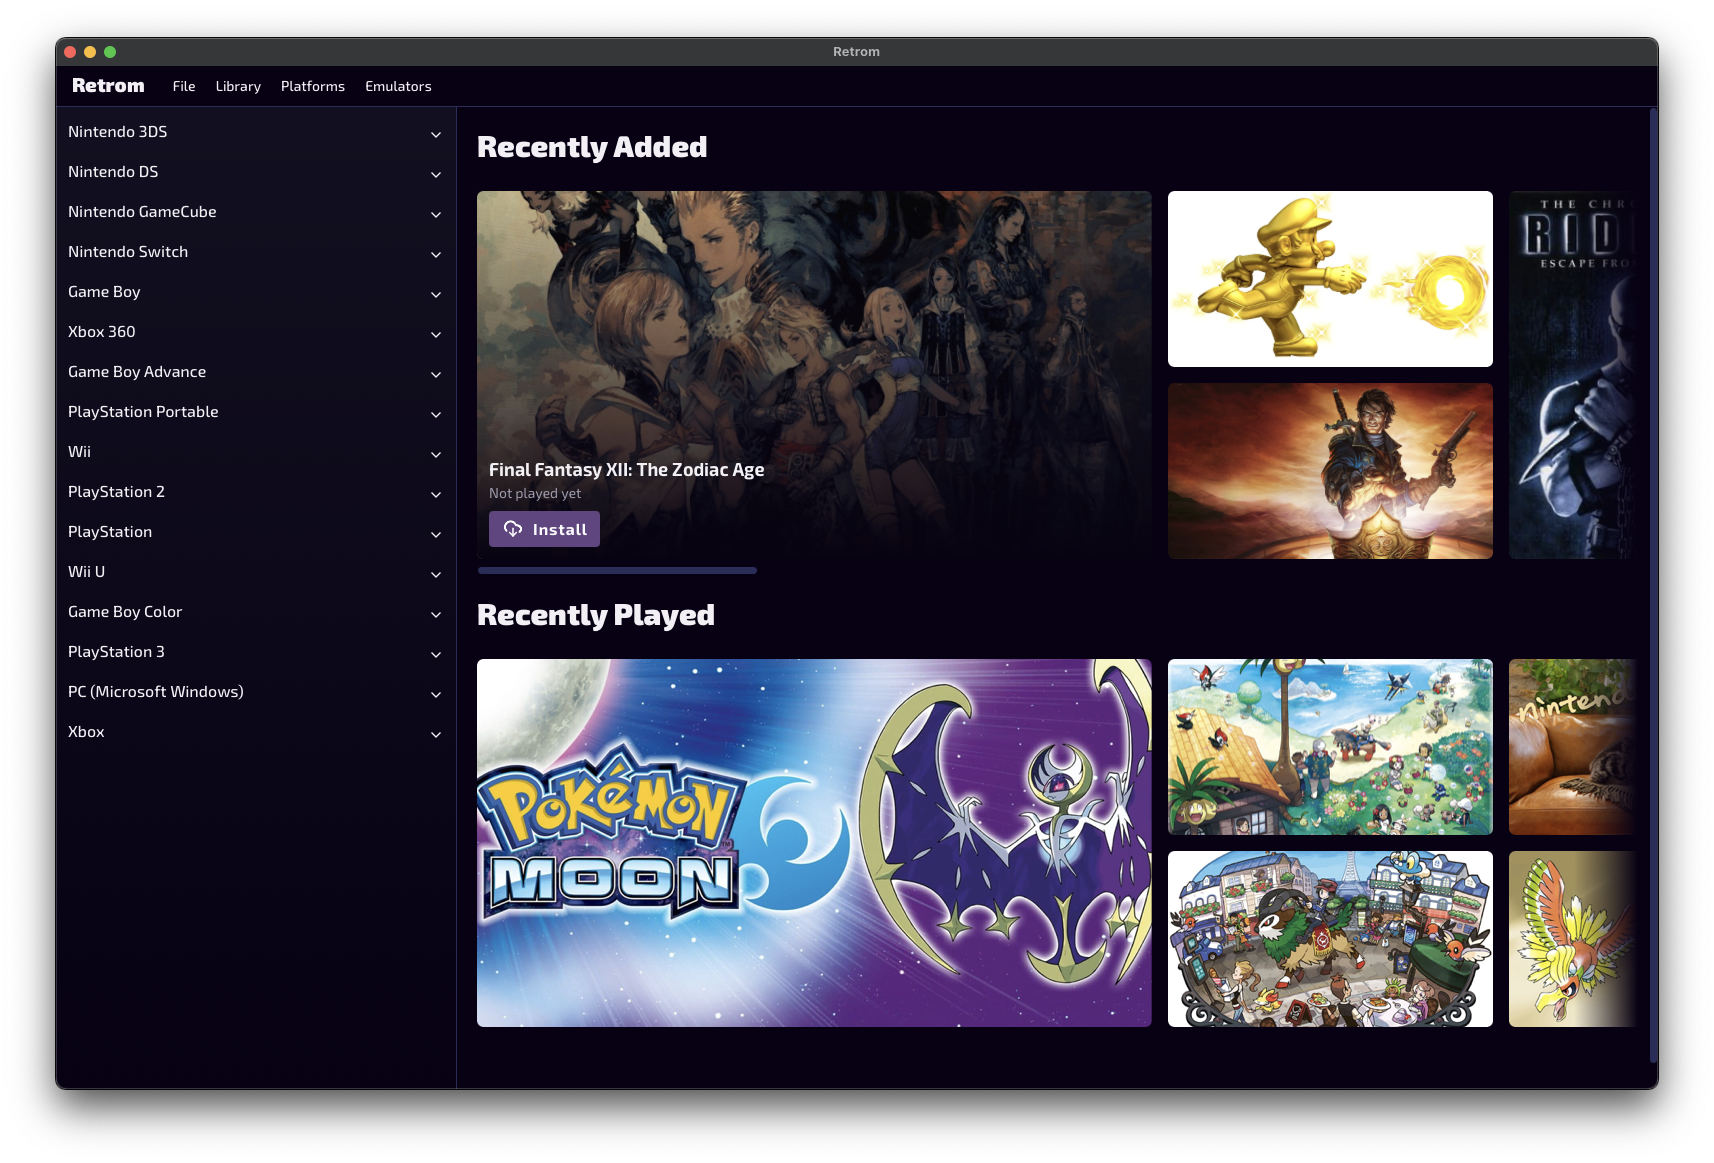 Retrom
Retrom
File
Library
Platforms
Emulators
Nintendo 3DS
Nintendo DS
Nintendo GameCube
Nintendo Switch
Game Boy
Xbox 360
Game Boy Advance
PlayStation Portable
Wii
PlayStation 2
PlayStation
Wii U
Game Boy Color
PlayStation 3
PC (Microsoft Windows)
Xbox
Recently Added
Final Fantasy XII: The Zodiac Age
Not played yet
Install
THE CHR
RIDI
ESCAPE FRO
Recently Played
POKÉMON
MOON
nintend